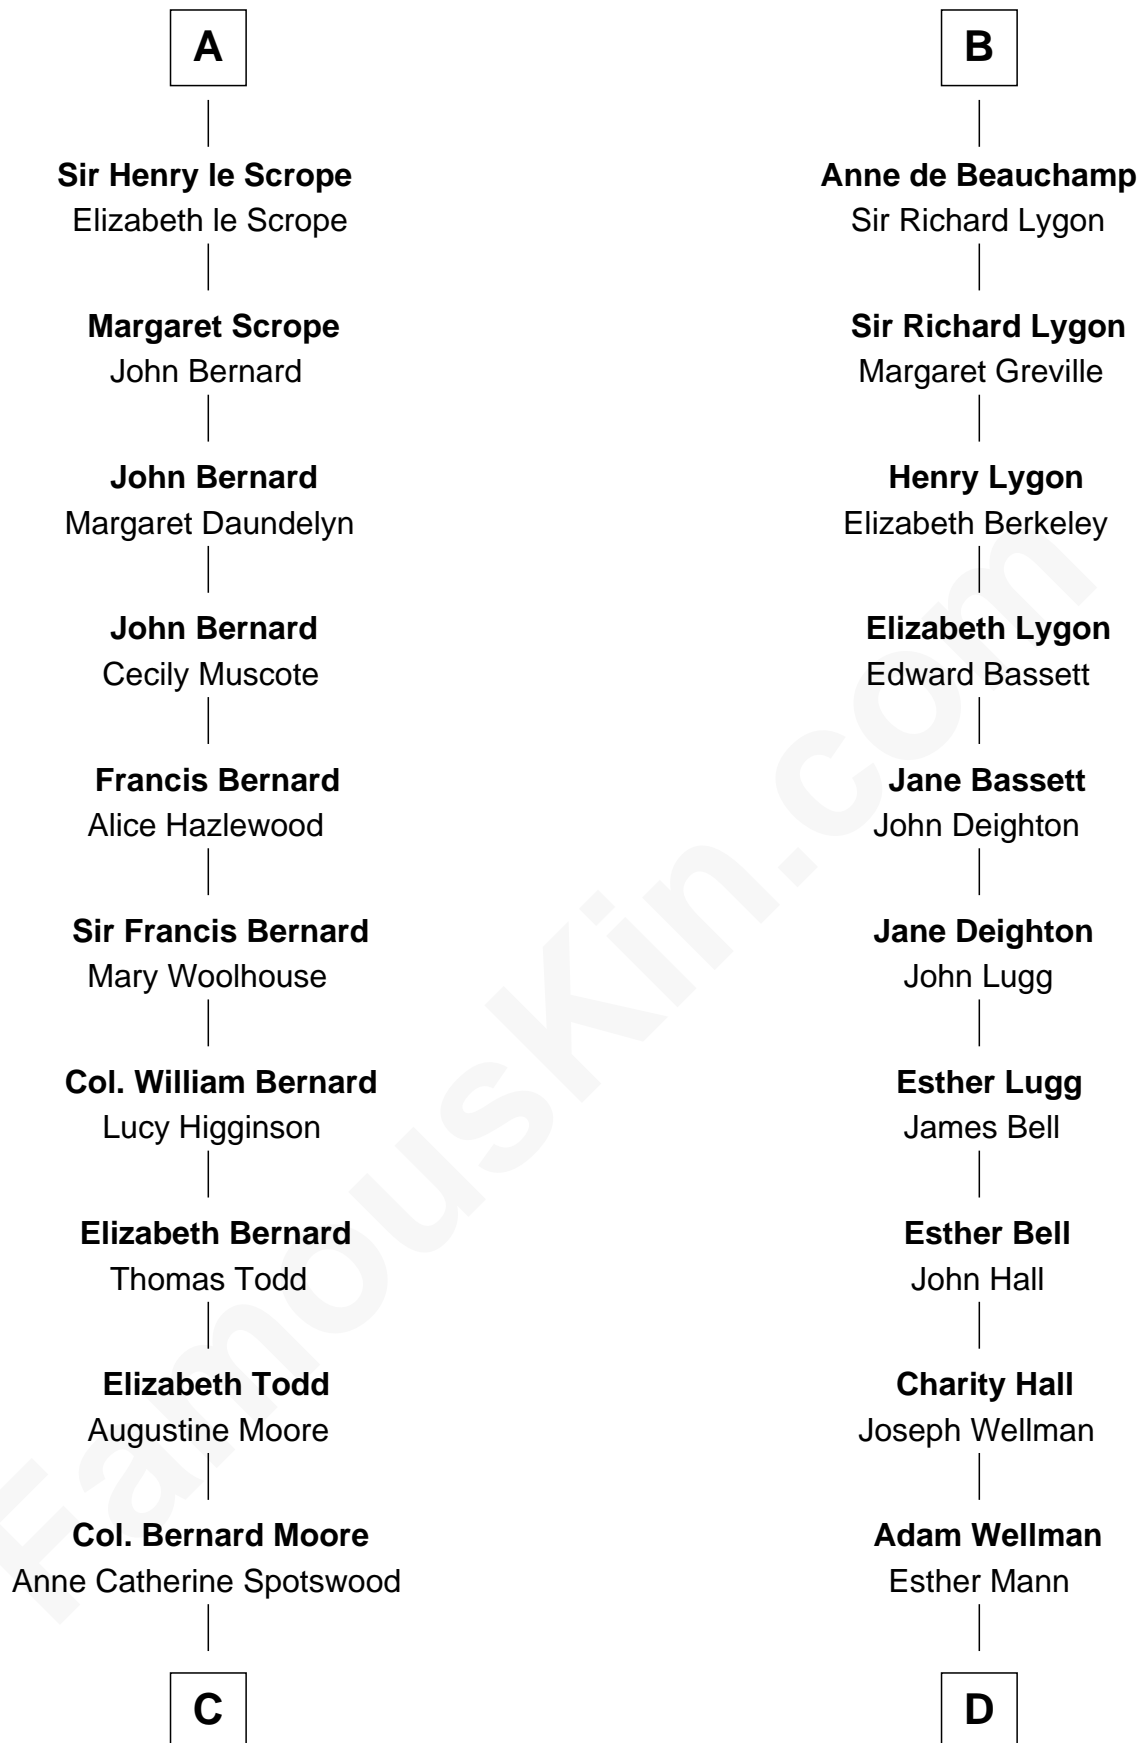 A
Sir Henry le Scrope
Elizabeth le Scrope
Margaret Scrope
John Bernard
John Bernard
Margaret Daundelyn
John Bernard
Cecily Muscote
Francis Bernard
Alice Hazlewood
Sir Francis Bernard
Mary Woolhouse
Col. William Bernard
Lucy Higginson
Elizabeth Bernard
Thomas Todd
Elizabeth Todd
Augustine Moore
Col. Bernard Moore
Anne Catherine Spotswood
C
B
Anne de Beauchamp
Sir Richard Lygon
Sir Richard Lygon
Margaret Greville
Henry Lygon
Elizabeth Berkeley
Elizabeth Lygon
Edward Bassett
Jane Bassett
John Deighton
Jane Deighton
John Lugg
Esther Lugg
James Bell
Esther Bell
John Hall
Charity Hall
Joseph Wellman
Adam Wellman
Esther Mann
D
FamousKin.com